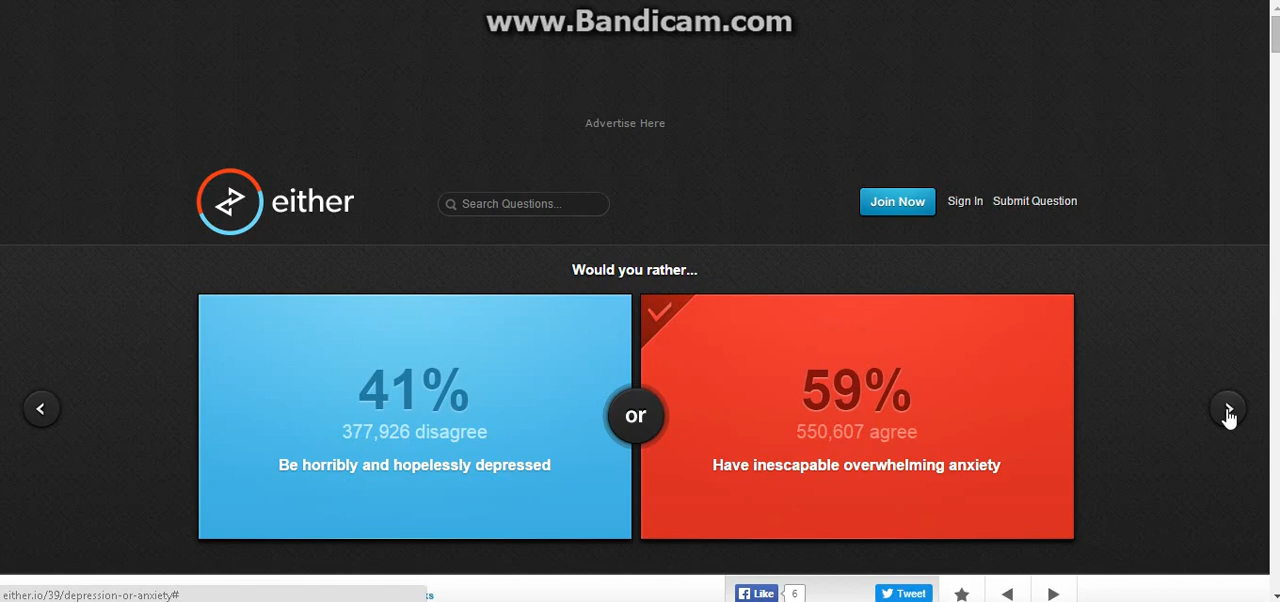 www.Bandicam.com
Advertise Here
either
Search Questions...
Join Now
Sign In
Submit Question
Would you rather...
41%
377,926 disagree
Be horribly and hopelessly depressed
or
59%
550,607 agree
Have inescapable overwhelming anxiety
either.io/39/depression-or-anxiety#
Like
6
Tweet